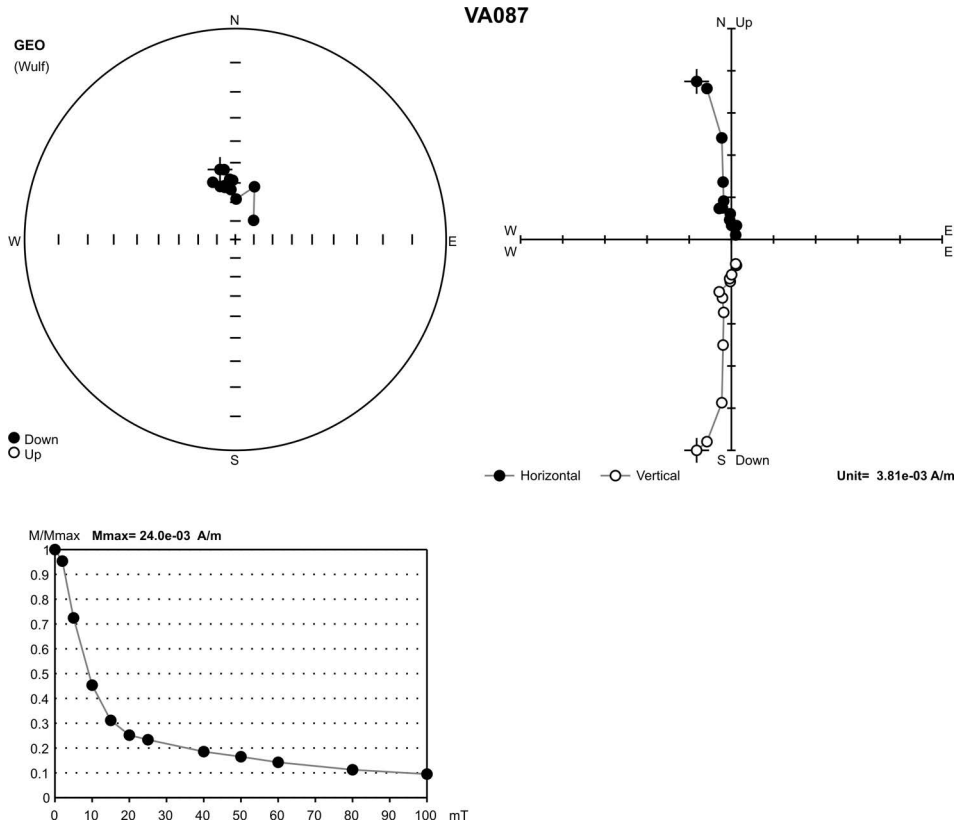 VA087
GEO
(Wulf)
N
W
E
S
Down
Up
N Up
W
E
W
E
S Down
Horizontal
Vertical
Unit= 3.81e-03 A/m
M/Mmax Mmax= 24.0e-03 A/m
1
0.9
0.8
0.7
0.6
0.5
0.4
0.3
0.2
0.1
0
0 10 20 30 40 50 60 70 80 90 100 mT